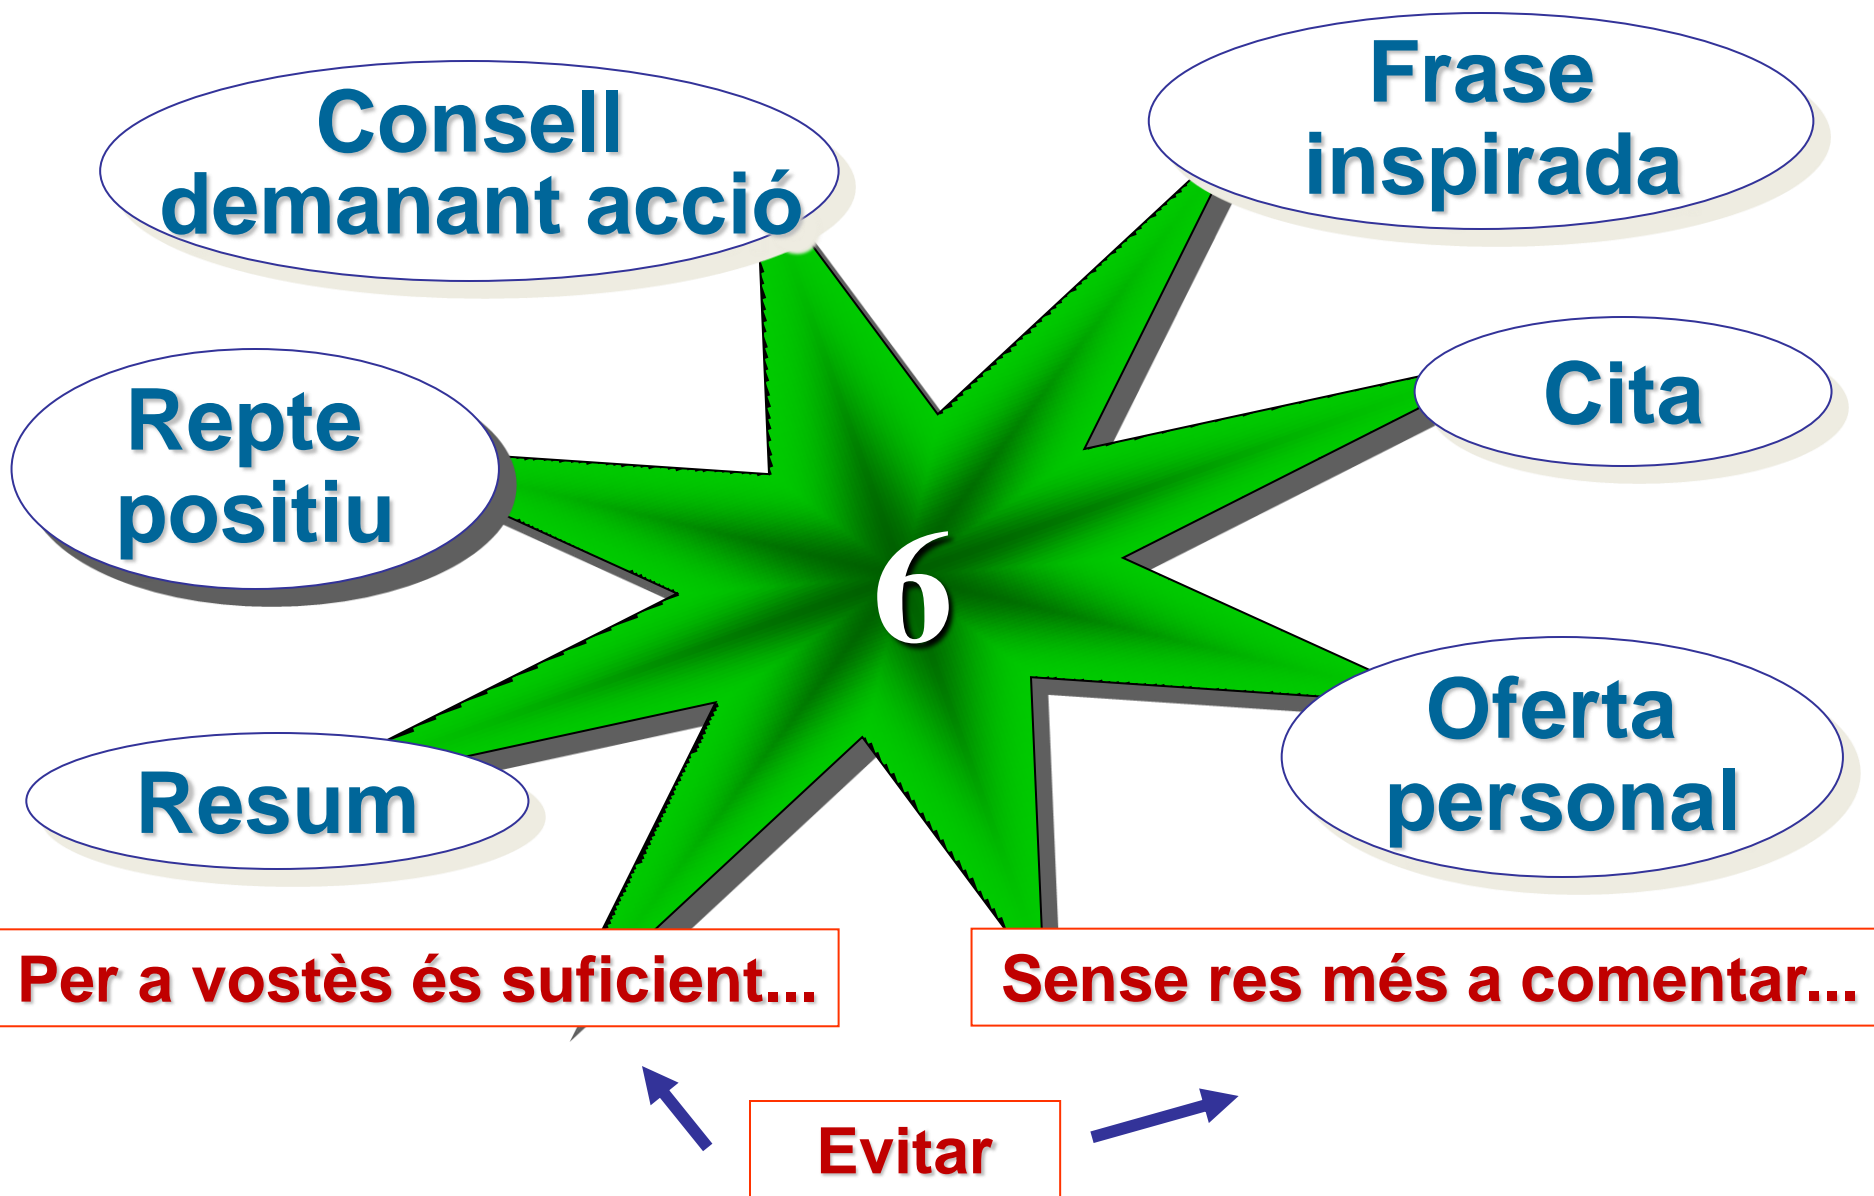 Consell
demanant acció
Frase
inspirada
Repte
positiu
Cita
6
Resum
Oferta
personal
Per a vostès és suficient...
Sense res més a comentar...
Evitar